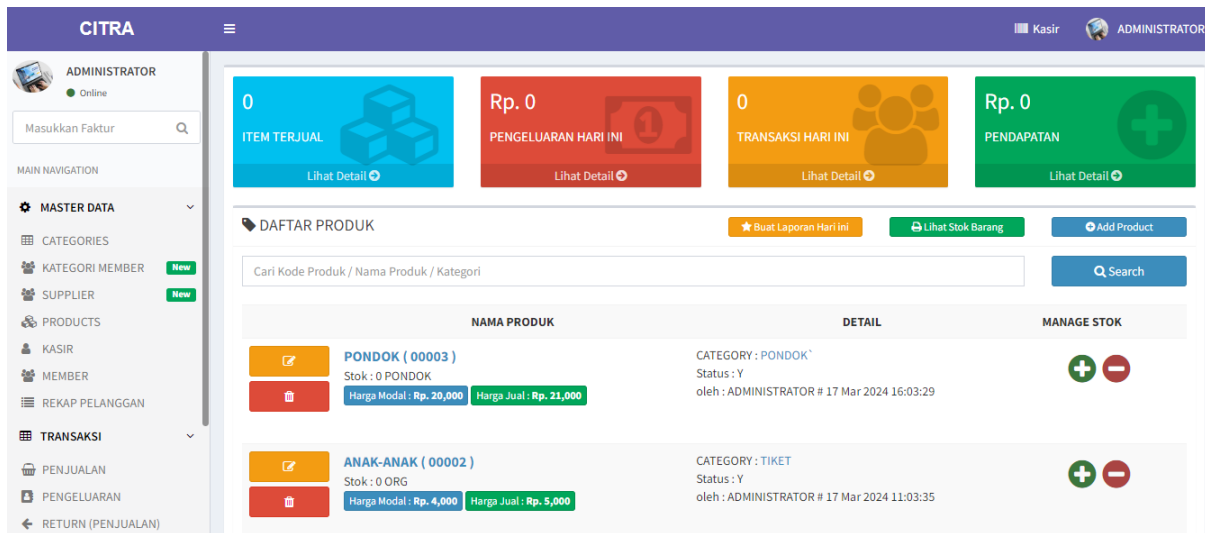 CITRA
Kasir
ADMINISTRATOR
ADMINISTRATOR
Online
Masukkan Faktur
MAIN NAVIGATION
MASTER DATA
CATEGORIES
KATEGORI MEMBER New
SUPPLIER New
PRODUCTS
KASIR
MEMBER
REKAP PELANGGAN
TRANSAKSI
PENJUALAN
PENGELUARAN
RETURN (PENJUALAN)
0
ITEM TERJUAL
Lihat Detail
Rp. 0
PENGELUARAN HARI INI
1
Lihat Detail
0
TRANSAKSI HARI INI
Lihat Detail
Rp. 0
PENDAPATAN
Lihat Detail
DAFTAR PRODUK
Buat Laporan Hari ini
Lihat Stok Barang
Add Product
Cari Kode Produk / Nama Produk / Kategori
Search
NAMA PRODUK DETAIL MANAGE STOK
PONDOK ( 00003 )
Stok : 0 PONDOK
Harga Modal : Rp. 20,000 Harga Jual : Rp. 21,000
CATEGORY : PONDOK`
Status : Y
oleh : ADMINISTRATOR # 17 Mar 2024 16:03:29
ANAK-ANAK ( 00002 )
Stok : 0 ORG
Harga Modal : Rp. 4,000 Harga Jual : Rp. 5,000
CATEGORY : TIKET
Status : Y
oleh : ADMINISTRATOR # 17 Mar 2024 11:03:35